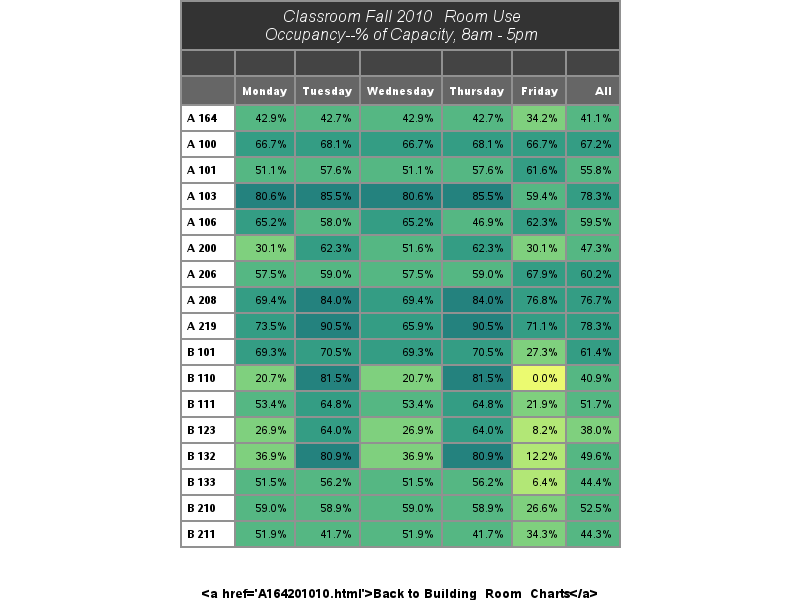 Classroom Fall 2010 Room Use
Occupancy--% of Capacity, 8am - 5pm
Monday Tuesday Wednesday Thursday Friday All
A 164 42.9% 42.7% 42.9% 42.7% 34.2% 41.1%
A 100 66.7% 68.1% 66.7% 68.1% 66.7% 67.2%
A 101 51.1% 57.6% 51.1% 57.6% 61.6% 55.8%
A 103 80.6% 85.5% 80.6% 85.5% 59.4% 78.3%
A 106 65.2% 58.0% 65.2% 46.9% 62.3% 59.5%
A 200 30.1% 62.3% 51.6% 62.3% 30.1% 47.3%
A 206 57.5% 59.0% 57.5% 59.0% 67.9% 60.2%
A 208 69.4% 84.0% 69.4% 84.0% 76.8% 76.7%
A 219 73.5% 90.5% 65.9% 90.5% 71.1% 78.3%
B 101 69.3% 70.5% 69.3% 70.5% 27.3% 61.4%
B 110 20.7% 81.5% 20.7% 81.5% 0.0% 40.9%
B 111 53.4% 64.8% 53.4% 64.8% 21.9% 51.7%
B 123 26.9% 64.0% 26.9% 64.0% 8.2% 38.0%
B 132 36.9% 80.9% 36.9% 80.9% 12.2% 49.6%
B 133 51.5% 56.2% 51.5% 56.2% 6.4% 44.4%
B 210 59.0% 58.9% 59.0% 58.9% 26.6% 52.5%
B 211 51.9% 41.7% 51.9% 41.7% 34.3% 44.3%
<a href='A164201010.html'>Back to Building Room Charts</a>